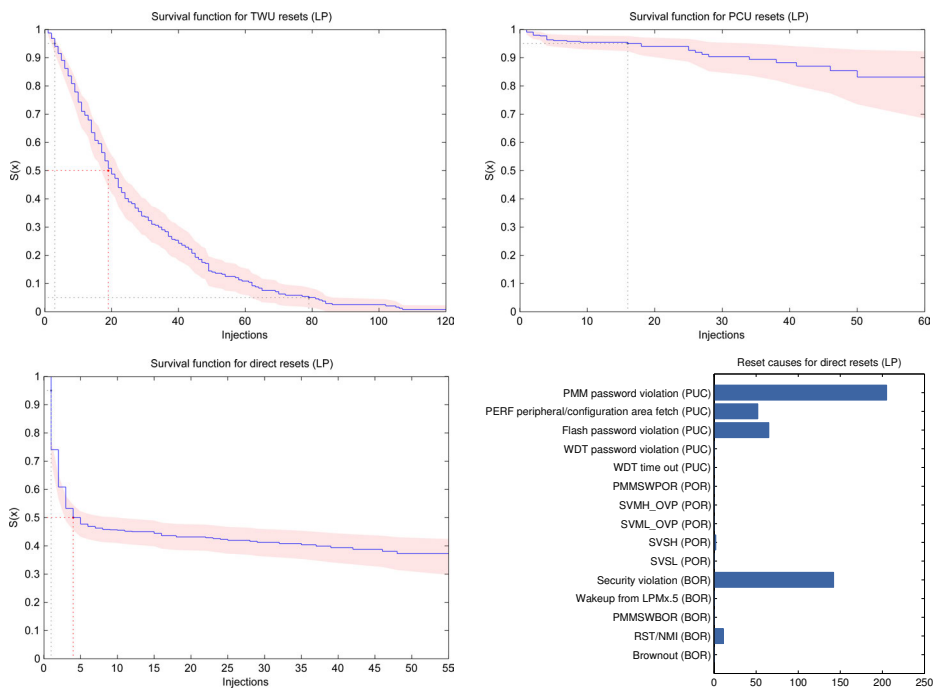 Survival function for TWU resets (LP)
1
0.9
0.8
0.7
0.6
0.5
0.4
0.3
0.2
0.1
0
S(x)
0 20 40 60 80 100 120
Injections
Survival function for PCU resets (LP)
1
0.9
0.8
0.7
0.6
0.5
0.4
0.3
0.2
0.1
0
S(x)
0 10 20 30 40 50 60
Injections
Survival function for direct resets (LP)
1
0.9
0.8
0.7
0.6
0.5
0.4
0.3
0.2
0.1
0
S(x)
0 5 10 15 20 25 30 35 40 45 50 55
Injections
Reset causes for direct resets (LP)
PMM password violation (PUC)
PERF peripheral/configuration area fetch (PUC)
Flash password violation (PUC)
WDT password violation (PUC)
WDT time out (PUC)
PMMSWPOR (POR)
SVMH_OVP (POR)
SVML_OVP (POR)
SVSH (POR)
SVSL (POR)
Security violation (BOR)
Wakeup from LPMx.5 (BOR)
PMMSWBOR (BOR)
RST/NMI (BOR)
Brownout (BOR)
0 50 100 150 200 250